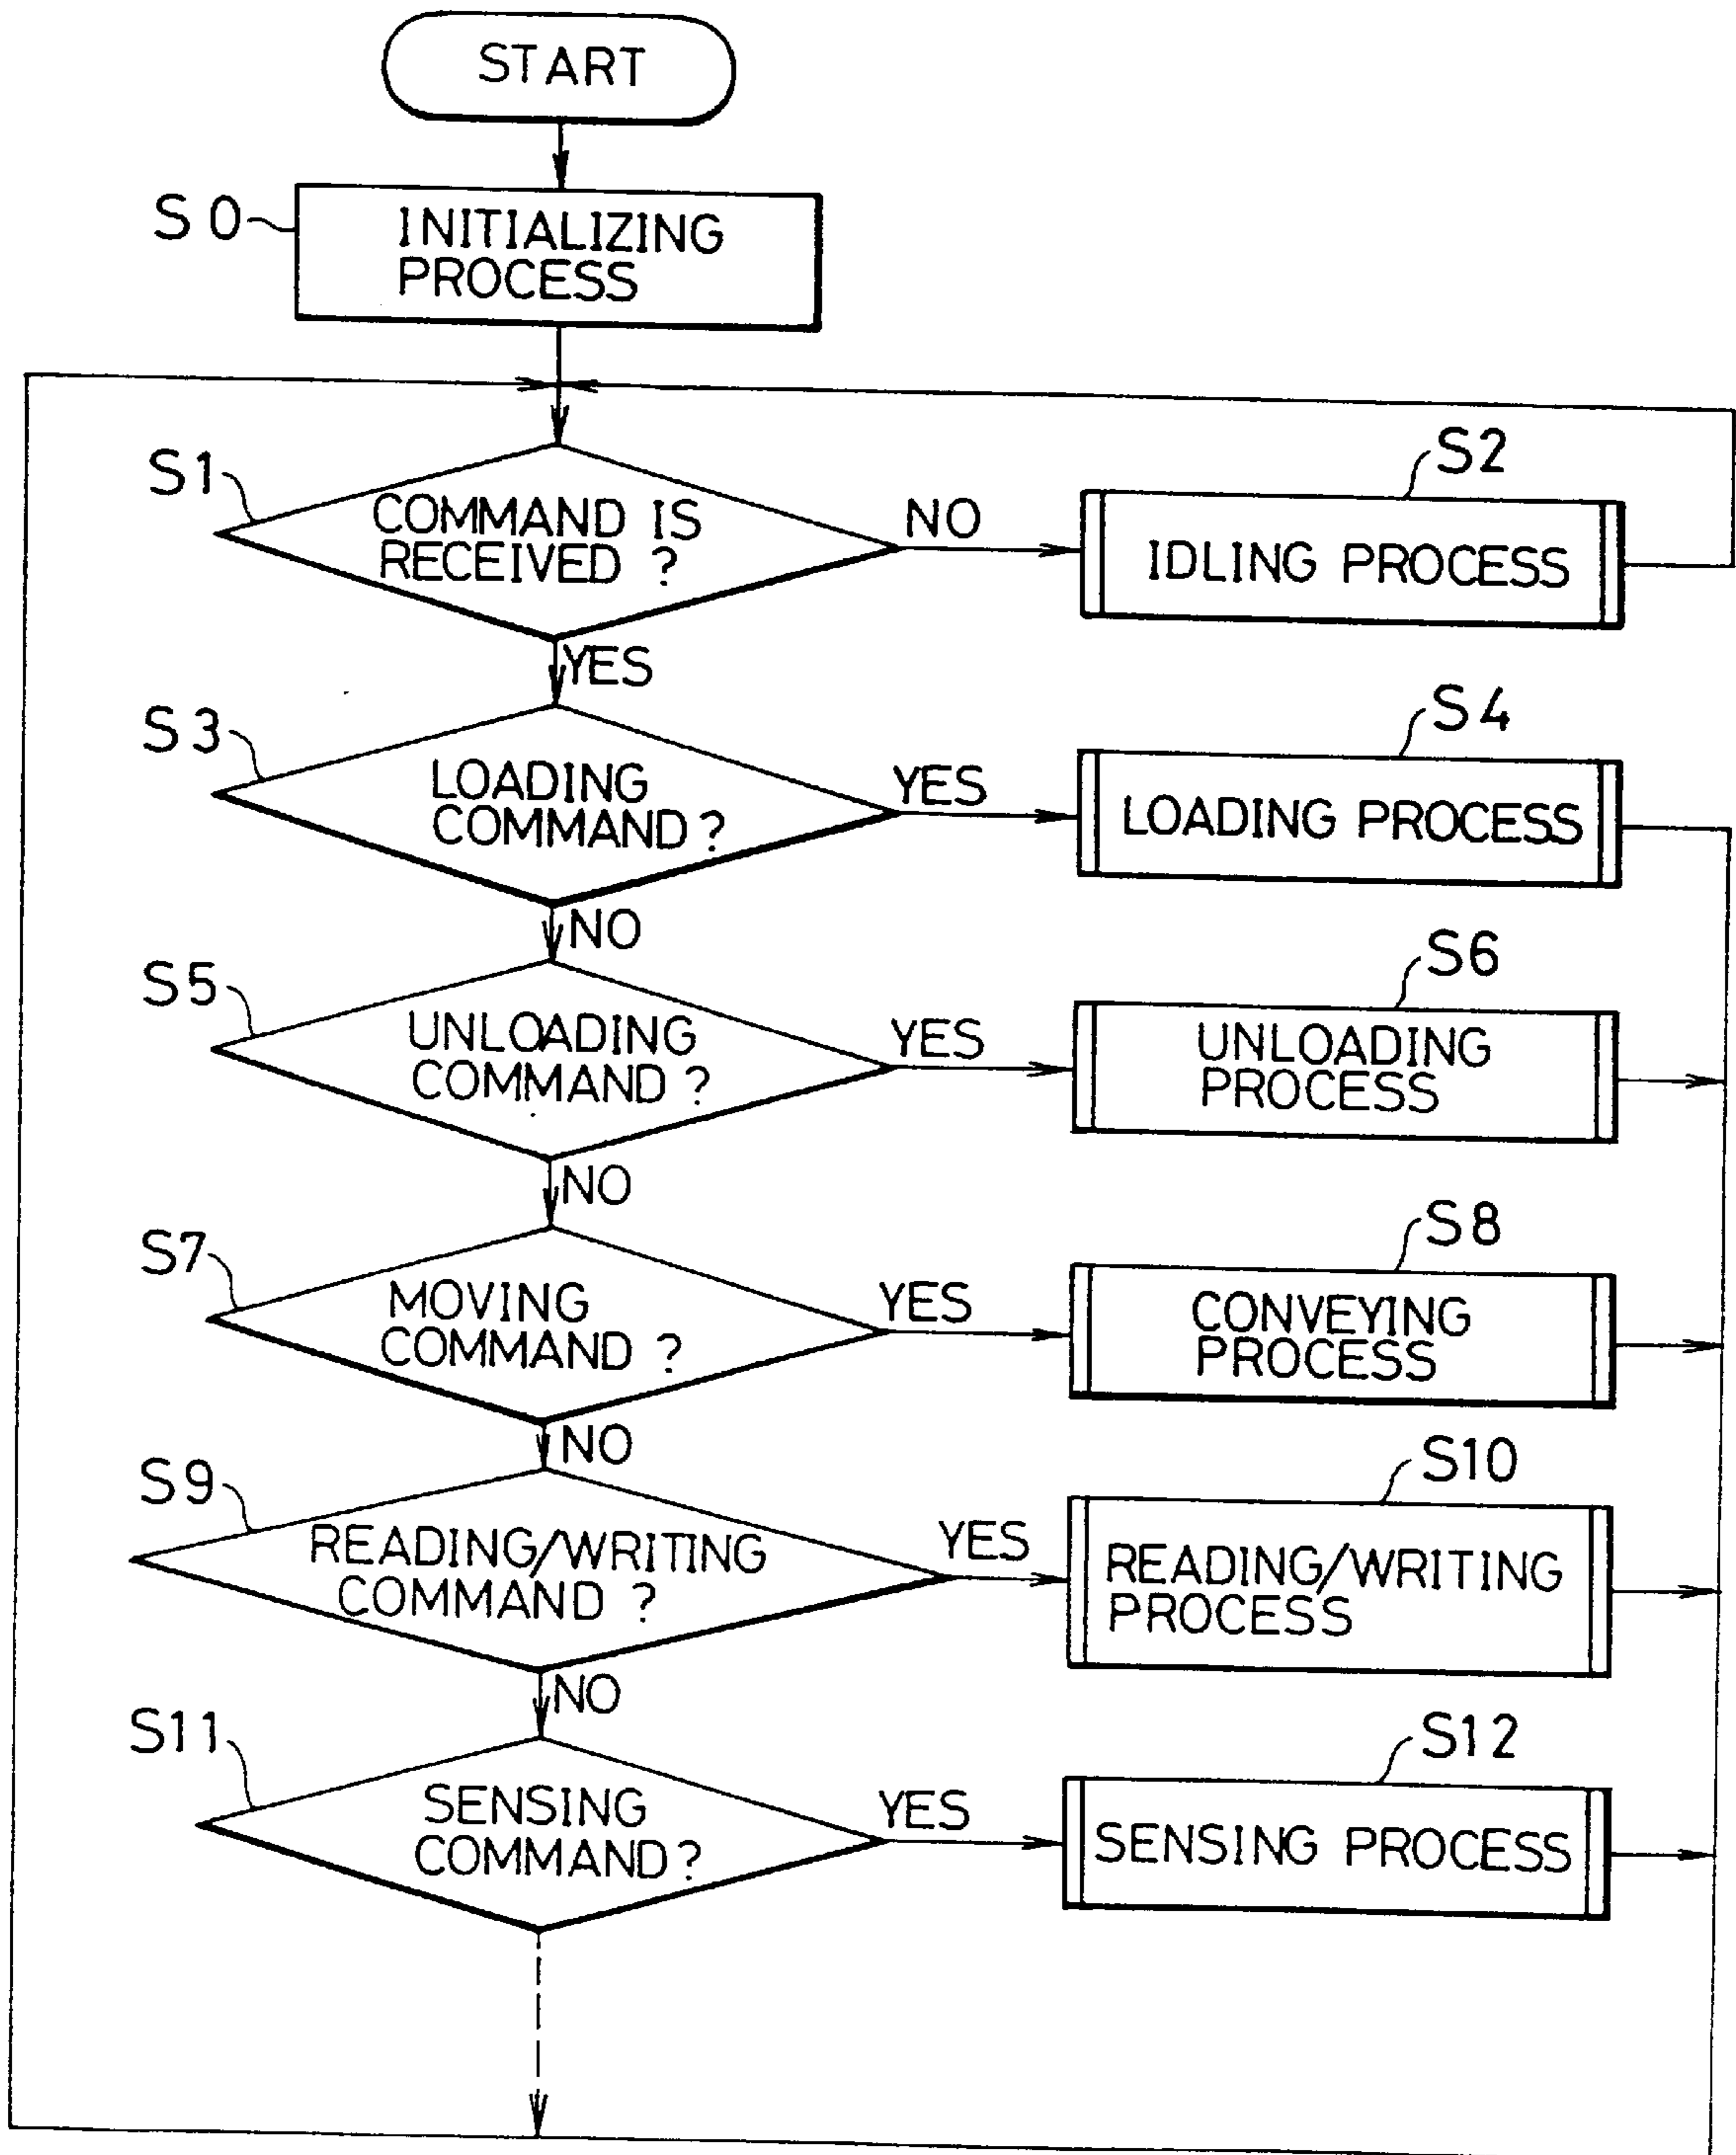 START
S0
INITIALIZING
PROCESS
S1
COMMAND IS
RECEIVED ?
NO
S2
IDLING PROCESS
YES
S3
LOADING
COMMAND ?
YES
S4
LOADING PROCESS
NO
S5
UNLOADING
COMMAND ?
YES
S6
UNLOADING
PROCESS
NO
S7
MOVING
COMMAND ?
YES
S8
CONVEYING
PROCESS
NO
S9
READING/WRITING
COMMAND ?
YES
S10
READING/WRITING
PROCESS
NO
S11
SENSING
COMMAND ?
YES
S12
SENSING PROCESS